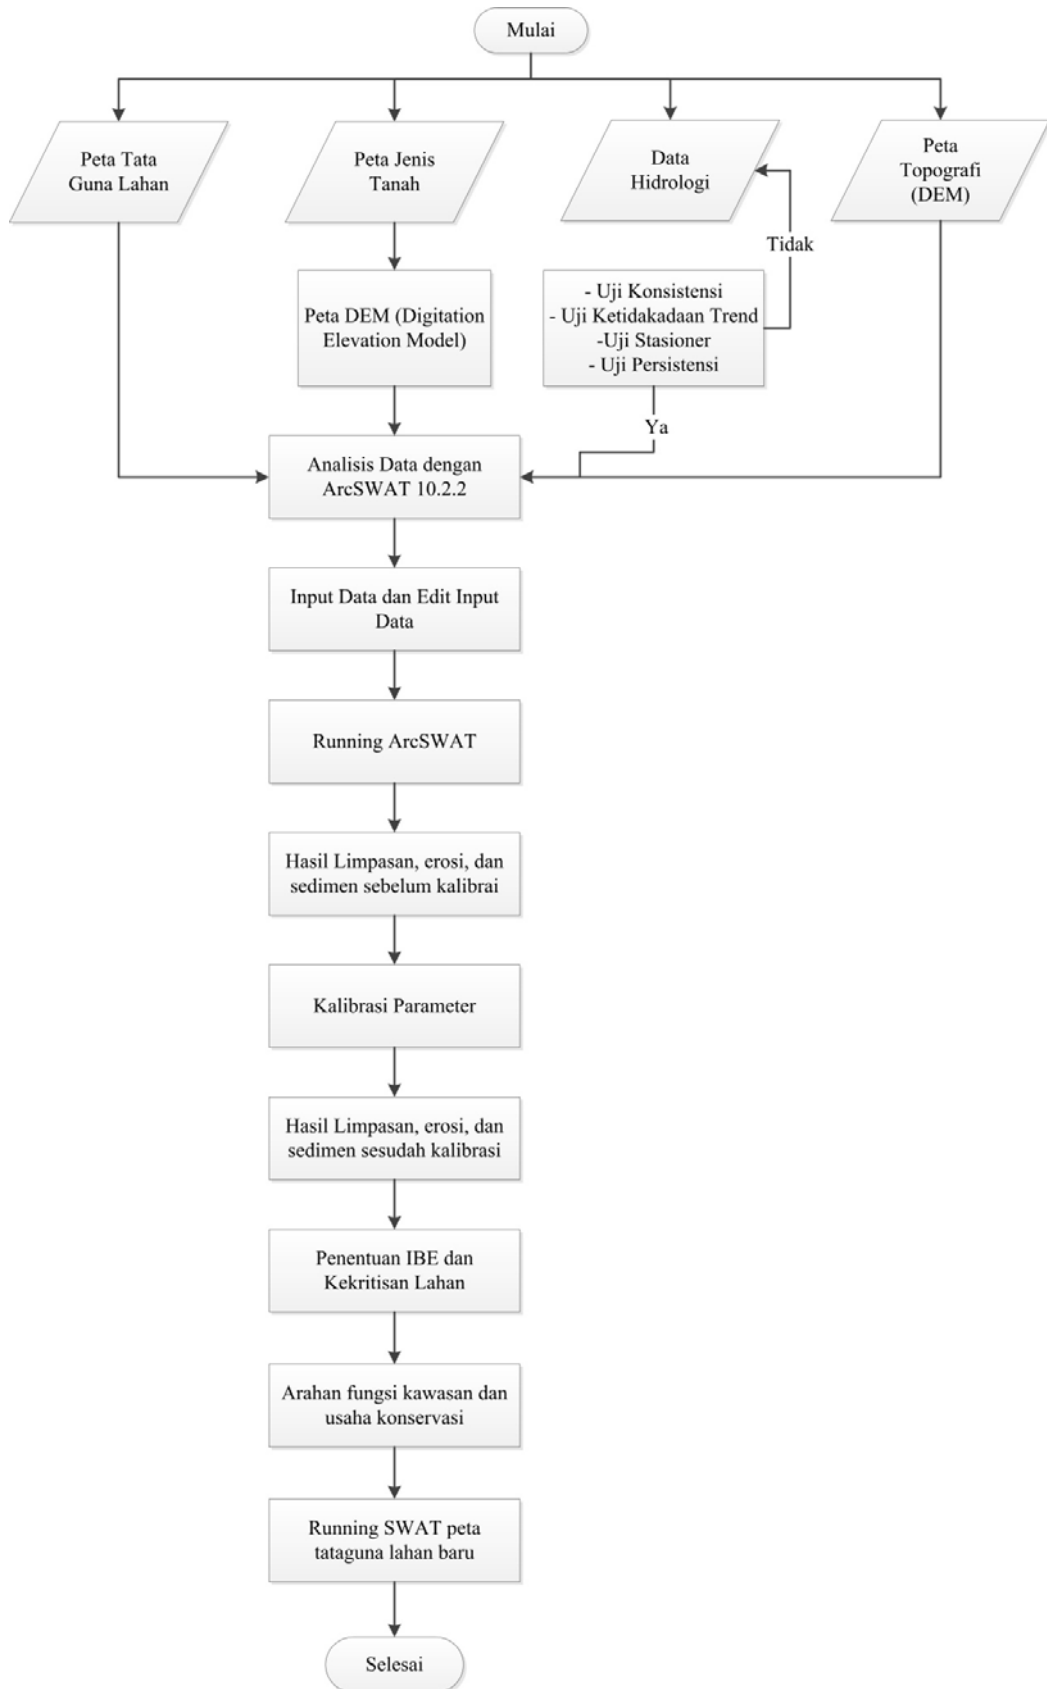 Mulai
Peta Tata
Guna Lahan
Peta Jenis
Tanah
Data
Hidrologi
Peta
Topografi
(DEM)
Tidak
Peta DEM (Digitation
Elevation Model)
- Uji Konsistensi
- Uji Ketidakadaan Trend
-Uji Stasioner
- Uji Persistensi
Ya
Analisis Data dengan
ArcSWAT 10.2.2
Input Data dan Edit Input
Data
Running ArcSWAT
Hasil Limpasan, erosi, dan
sedimen sebelum kalibrai
Kalibrasi Parameter
Hasil Limpasan, erosi, dan
sedimen sesudah kalibrasi
Penentuan IBE dan
Kekritisan Lahan
Arahan fungsi kawasan dan
usaha konservasi
Running SWAT peta
tataguna lahan baru
Selesai